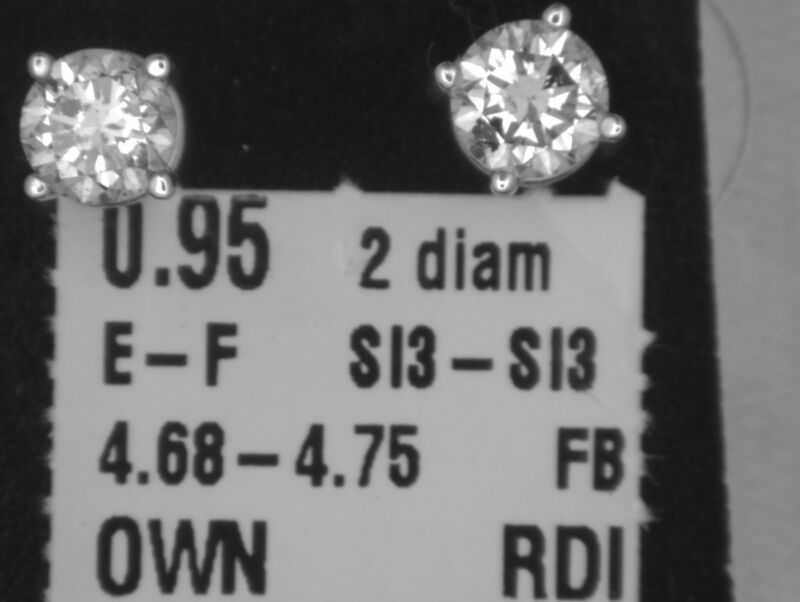 0.95 2 diam
E-F SI3-SI3
4.68-4.75 FB
OWN RDI